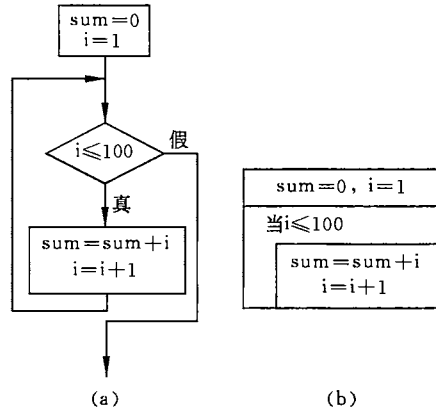 sum=0
i=1
i≤100
假
真
sum=sum+i
i=i+1
(a)
sum=0, i=1
当i≤100
sum=sum+i
i=i+1
(b)